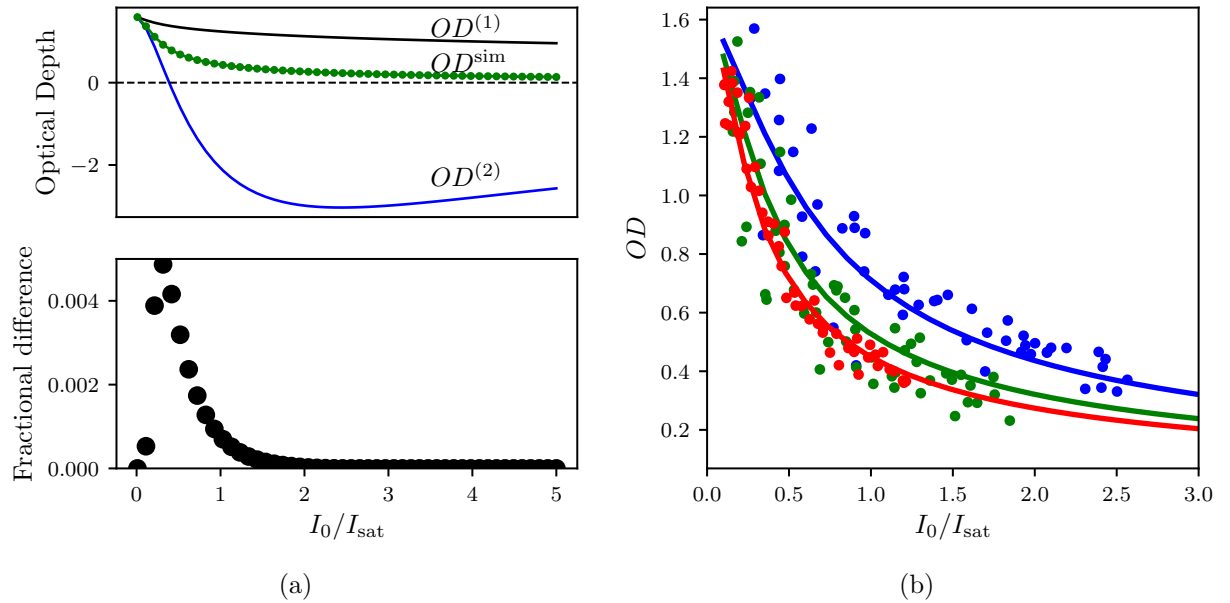 Optical Depth
0
−2
OD^(1)
OD^sim
OD^(2)
Fractional difference
0.004
0.002
0.000
0 1 2 3 4 5
I_0/I_sat
(a)
OD
1.6
1.4
1.2
1.0
0.8
0.6
0.4
0.2
0.0 0.5 1.0 1.5 2.0 2.5 3.0
I_0/I_sat
(b)